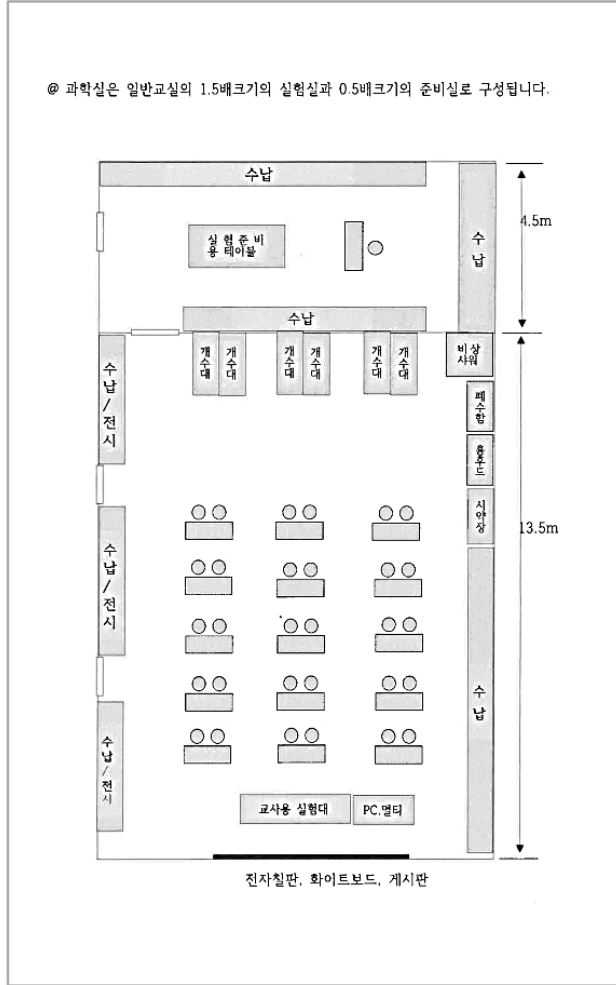 @ 과학실은 일반교실의 1.5배크기의 실험실과 0.5배크기의 준비실로 구성됩니다.
수납
4.5m
실 험 준 비
용 테이블
수납
수납
개수대
개수대
개수대
개수대
개수대
개수대
비상
샤워
수납/전시
폐수함
흄후드
시약장
13.5m
수납/전시
수납
수납/전시
교사용 실험대
PC.멀티
전자칠판, 화이트보드, 게시판